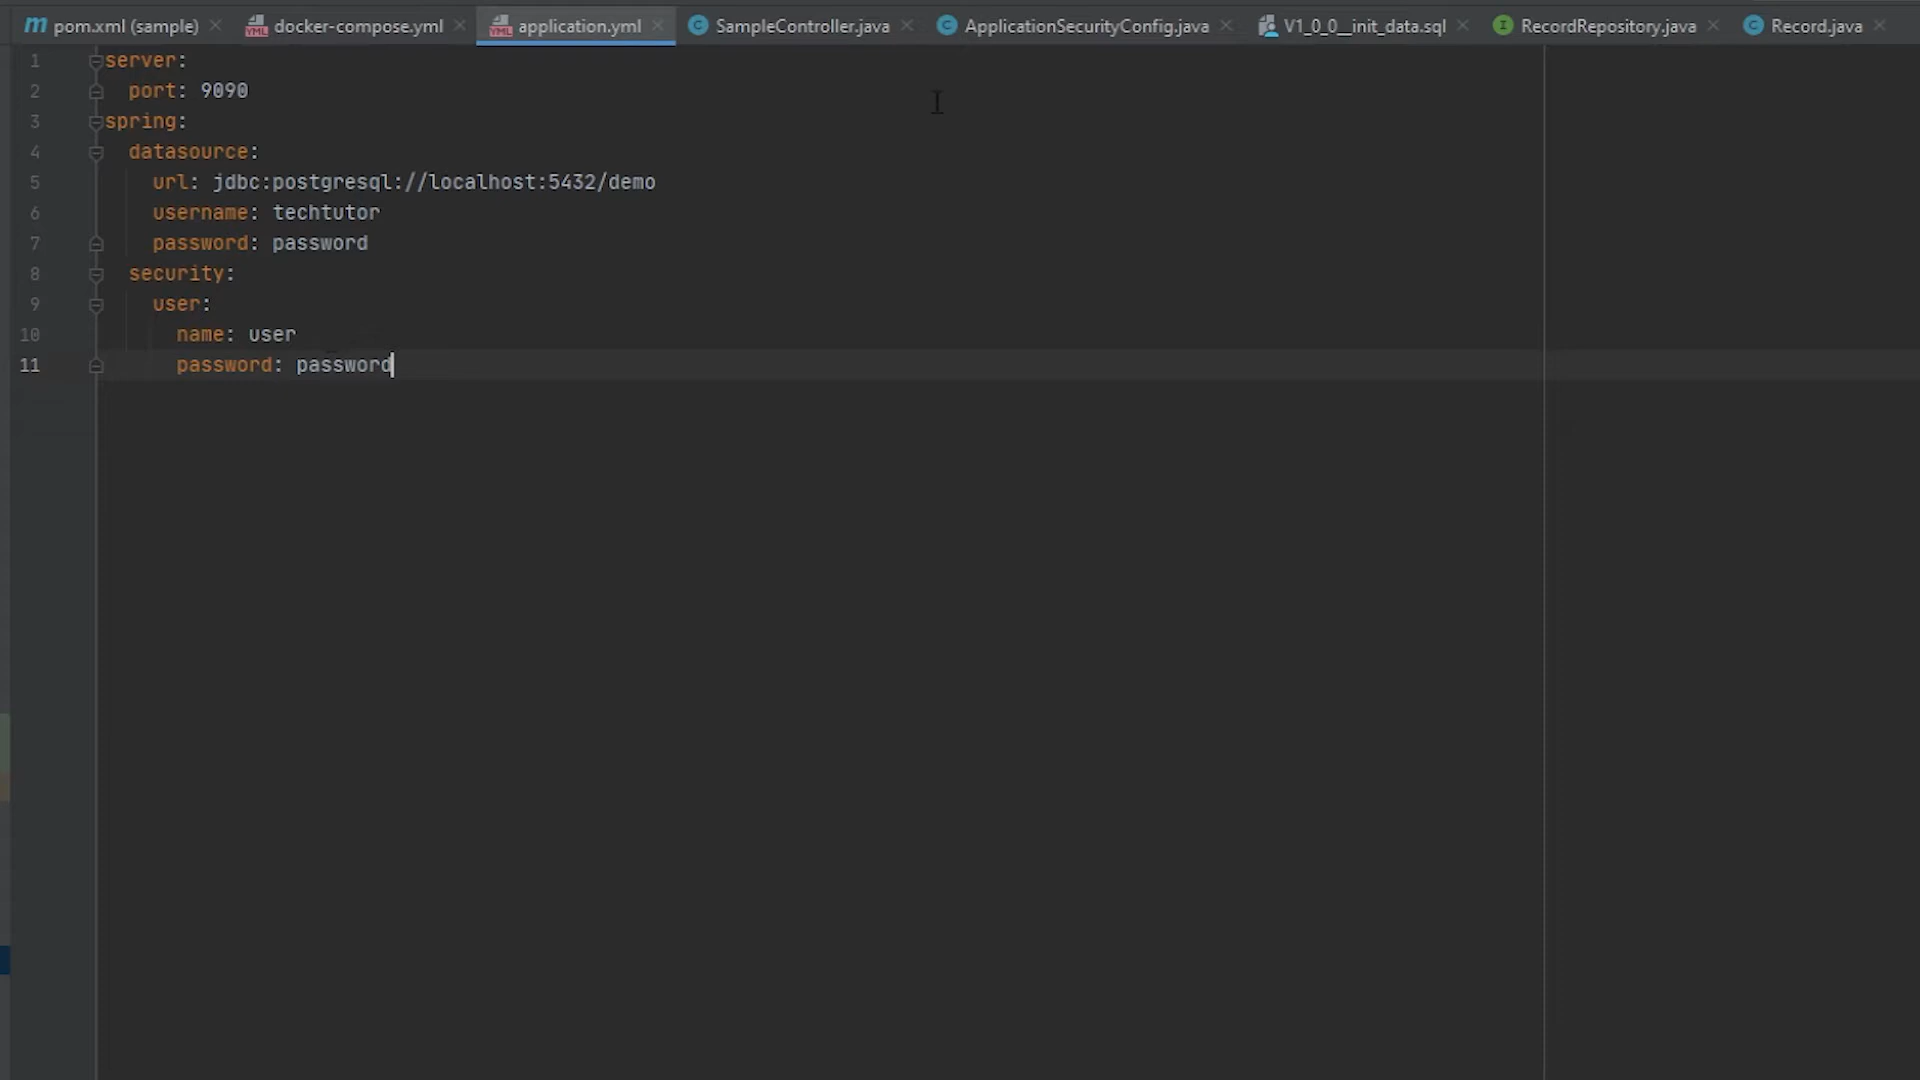 pom.xml (sample) docker-compose.yml application.yml SampleController.java ApplicationSecurityConfig.java V1_0_0__init_data.sql RecordRepository.java Record.java
1 server:
2   port: 9090
3 spring:
4   datasource:
5     url: jdbc:postgresql://localhost:5432/demo
6     username: techtutor
7     password: password
8   security:
9     user:
10       name: user
11       password: password